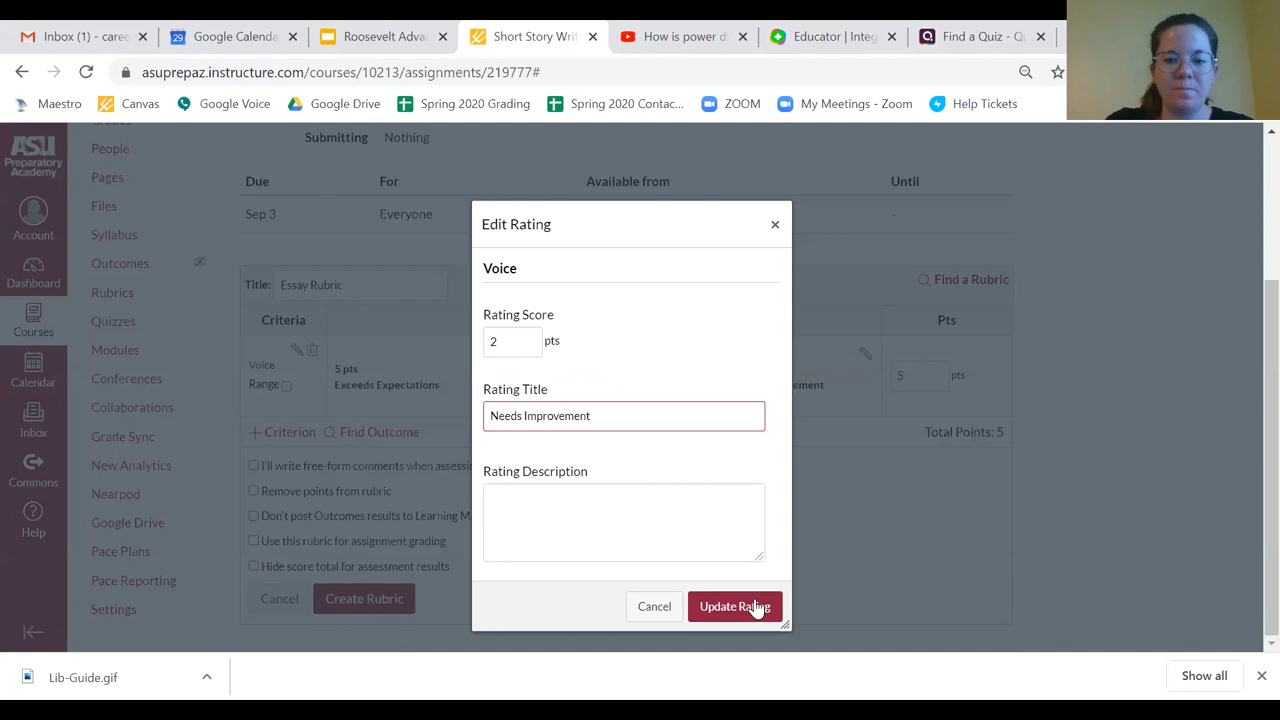 Inbox (1) - caree
Google Calenda
Roosevelt Adva
Short Story Writ
How is power di
Educator | Integ
Find a Quiz - Qu
asuprepaz.instructure.com/courses/10213/assignments/219777#
Maestro
Canvas
Google Voice
Google Drive
Spring 2020 Grading
Spring 2020 Contac...
ZOOM
My Meetings - Zoom
Help Tickets
ASU
Preparatory
Academy
Account
Dashboard
Courses
Calendar
Inbox
Commons
Help
People
Pages
Files
Syllabus
Outcomes
Rubrics
Quizzes
Modules
Conferences
Collaborations
Grade Sync
New Analytics
Nearpod
Google Drive
Pace Plans
Pace Reporting
Settings
Submitting Nothing
Due For Available from Until
Sep 3 Everyone -
Title: Essay Rubric
Find a Rubric
Criteria
Pts
Voice
Range
5 pts
Exceeds Expectations
5 pts
+ Criterion
Find Outcome
Total Points: 5
I'll write free-form comments when assessin
Remove points from rubric
Don't post Outcomes results to Learning M
Use this rubric for assignment grading
Hide score total for assessment results
Cancel
Create Rubric
Edit Rating
Voice
Rating Score
2 pts
Rating Title
Needs Improvement
Rating Description
Cancel
Update Rating
Lib-Guide.gif
Show all